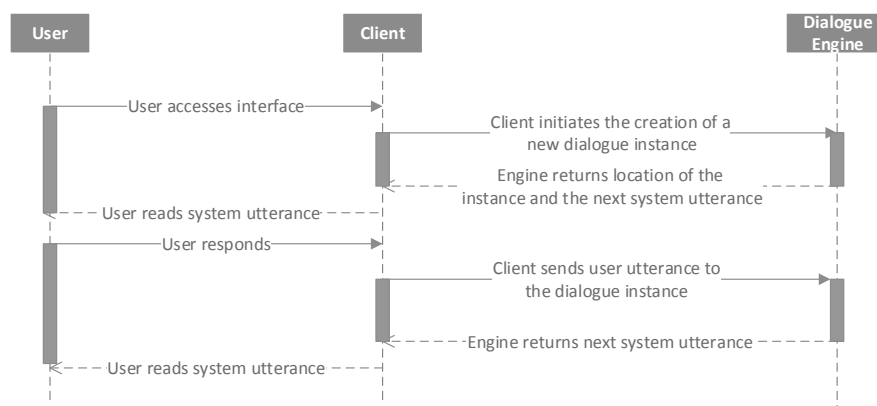 User
Client
Dialogue
Engine
User accesses interface
Client initiates the creation of a
new dialogue instance
Engine returns location of the
instance and the next system utterance
User reads system utterance
User responds
Client sends user utterance to
the dialogue instance
Engine returns next system utterance
User reads system utterance